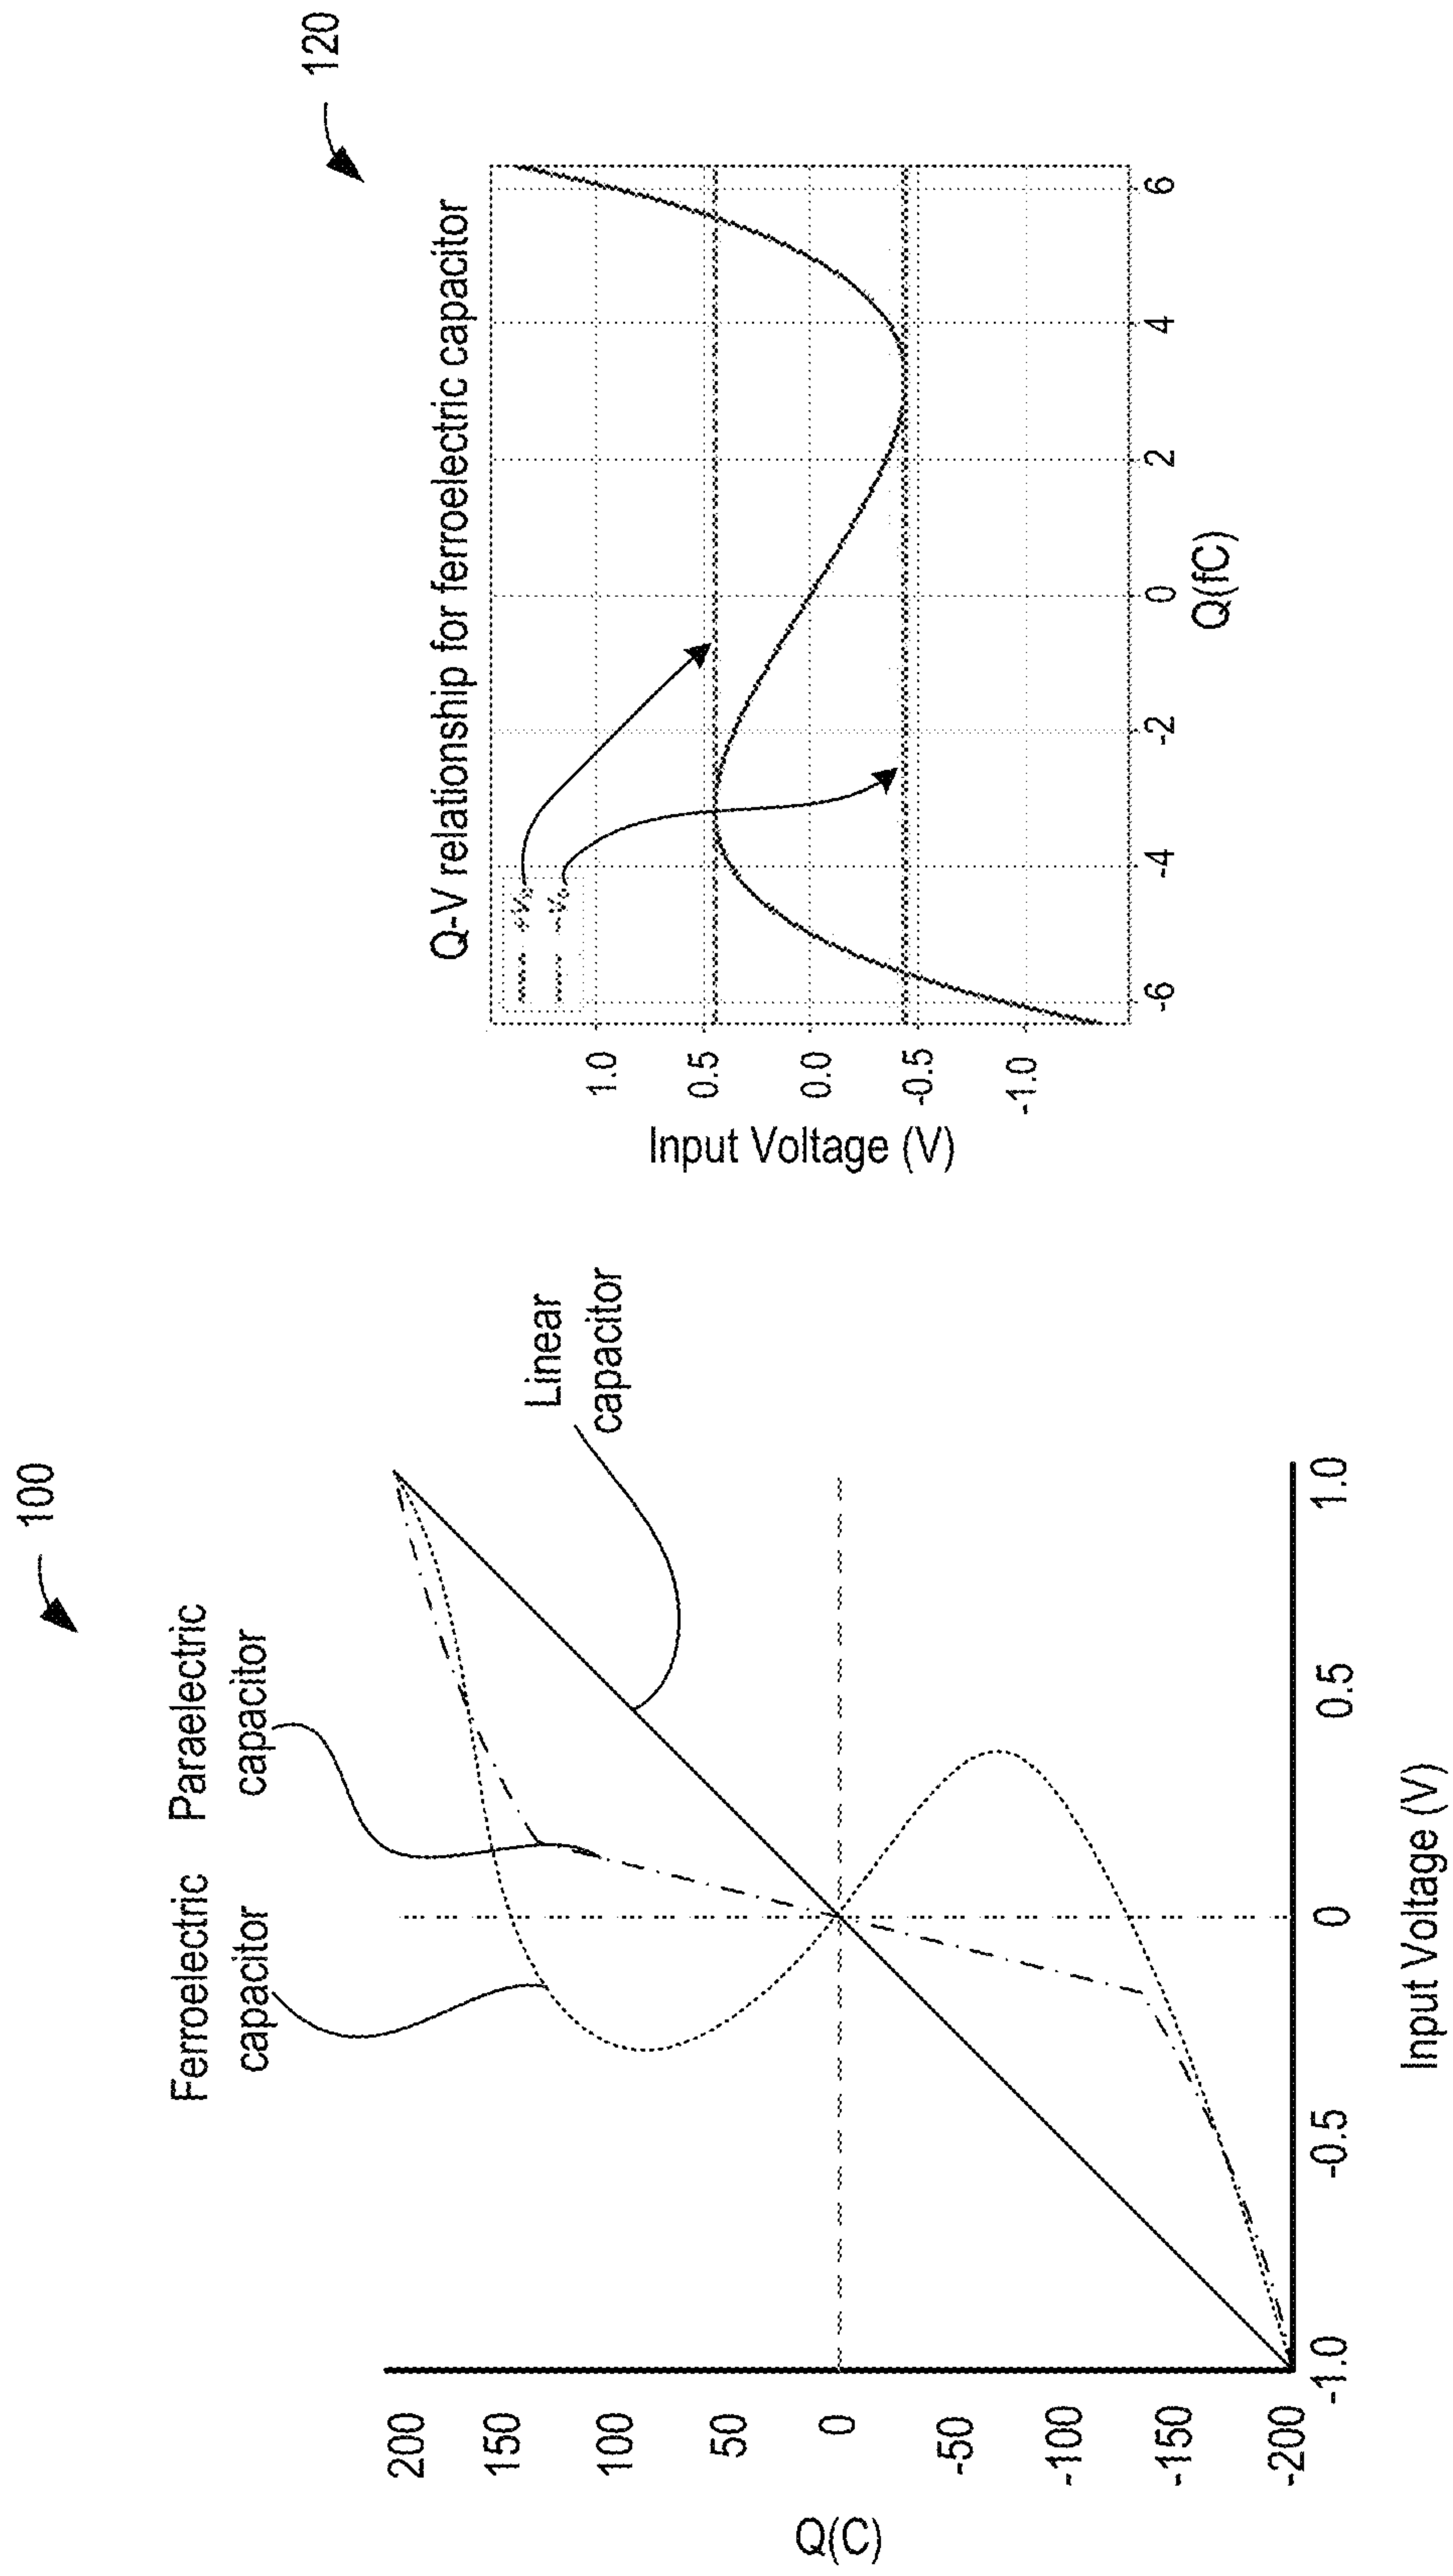 100
Ferroelectric
capacitor
Paraelectric
capacitor
Linear
capacitor
200
150
100
50
0
-50
-100
-150
-200
Q(C)
-1.0
-0.5
0
0.5
1.0
Input Voltage (V)
120
Q-V relationship for ferroelectric capacitor
1.0
0.5
0.0
-0.5
-1.0
Input Voltage (V)
-6
-4
-2
0
2
4
6
Q(fC)